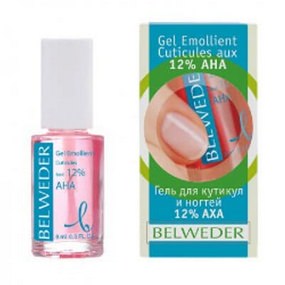 Gel Emollient
Cuticules
aux 12%
AHA
BELWEDER
Gel Emollient
Cuticules aux
12% AHA
Гель для кутикул
и ногтей
12% АХА
BELWEDER